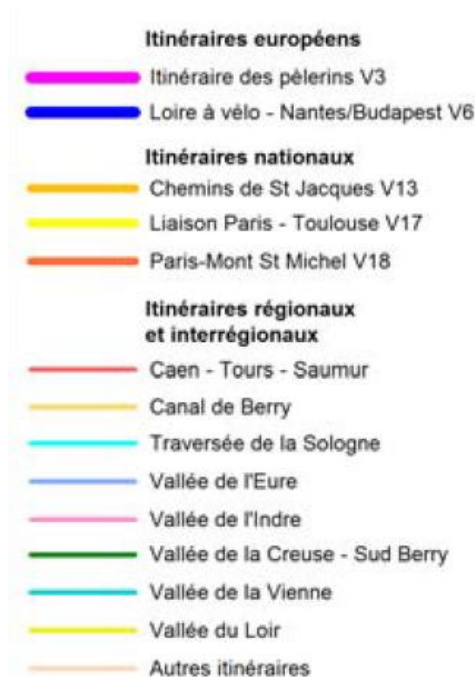 Itinéraires européens
Itinéraire des pèlerins V3
Loire à vélo - Nantes/Budapest V6
Itinéraires nationaux
Chemins de St Jacques V13
Liaison Paris - Toulouse V17
Paris-Mont St Michel V18
Itinéraires régionaux
et interrégionaux
Caen - Tours - Saumur
Canal de Berry
Traversée de la Sologne
Vallée de l'Eure
Vallée de l'Indre
Vallée de la Creuse - Sud Berry
Vallée de la Vienne
Vallée du Loir
Autres itinéraires